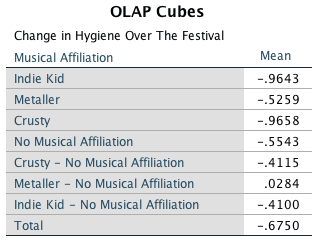 OLAP Cubes
Change in Hygiene Over The Festival
Musical Affiliation Mean
Indie Kid -.9643
Metaller -.5259
Crusty -.9658
No Musical Affiliation -.5543
Crusty - No Musical Affiliation -.4115
Metaller - No Musical Affiliation .0284
Indie Kid - No Musical Affiliation -.4100
Total -.6750